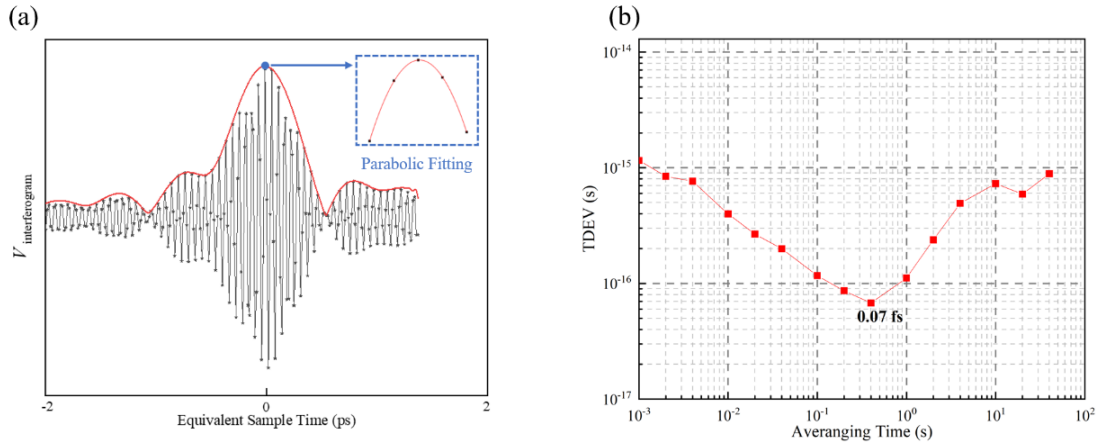 (a)
V interferogram
Parabolic Fitting
-2
0
2
Equivalent Sample Time (ps)
(b)
TDEV (s)
10^-14
10^-15
10^-16
10^-17
0.07 fs
10^-3
10^-2
10^-1
10^0
10^1
10^2
Averanging Time (s)